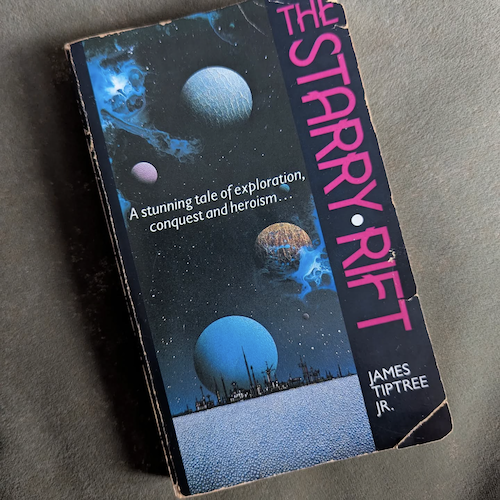 THE
STARRY • RIFT
A stunning tale of exploration,
conquest and heroism...
JAMES
TIPTREE
JR.